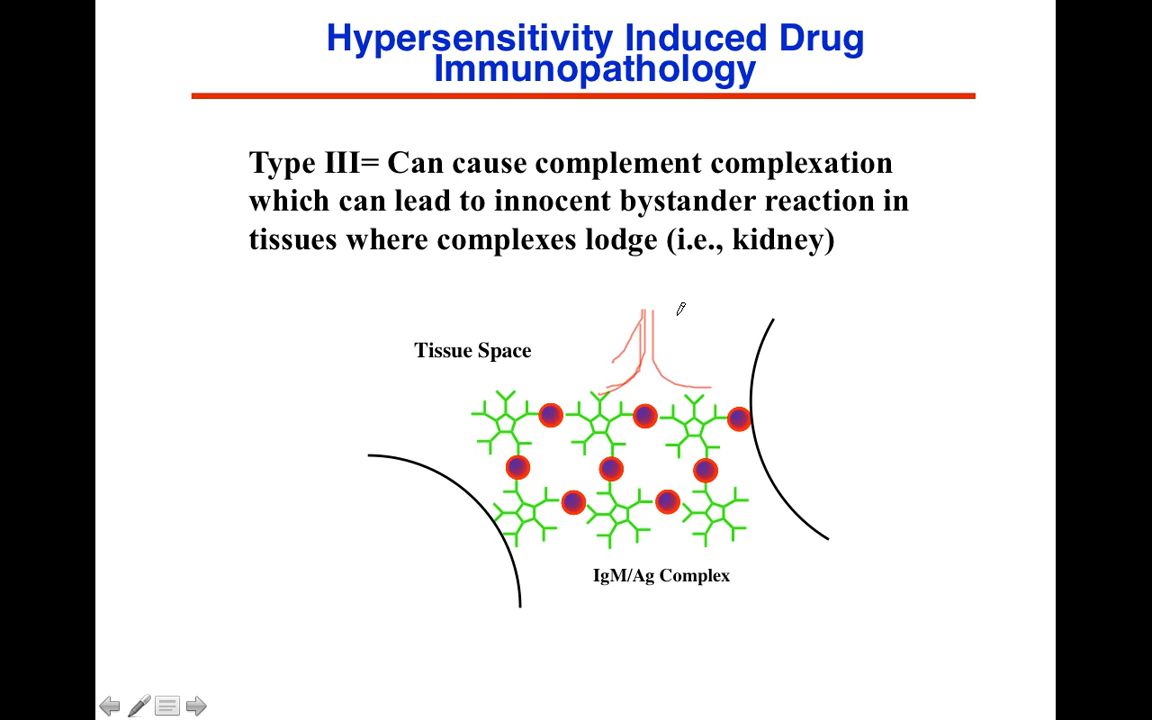 Hypersensitivity Induced Drug
Immunopathology
Type III= Can cause complement complexation
which can lead to innocent bystander reaction in
tissues where complexes lodge (i.e., kidney)
Tissue Space
IgM/Ag Complex